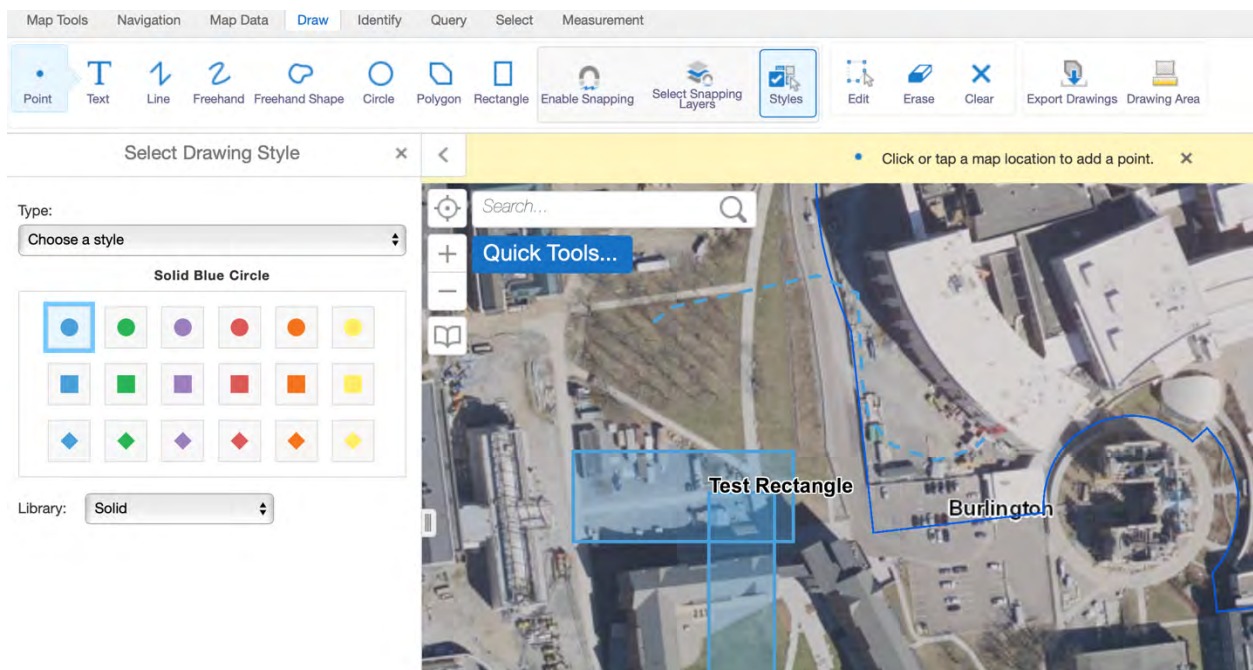 Map Tools Navigation Map Data Draw Identify Query Select Measurement
Point Text Line Freehand Freehand Shape Circle Polygon Rectangle Enable Snapping Select Snapping Layers Styles Edit Erase Clear Export Drawings Drawing Area
Select Drawing Style
Click or tap a map location to add a point.
Type:
Choose a style
Search...
Quick Tools...
Solid Blue Circle
Test Rectangle
Burlington
Library: Solid